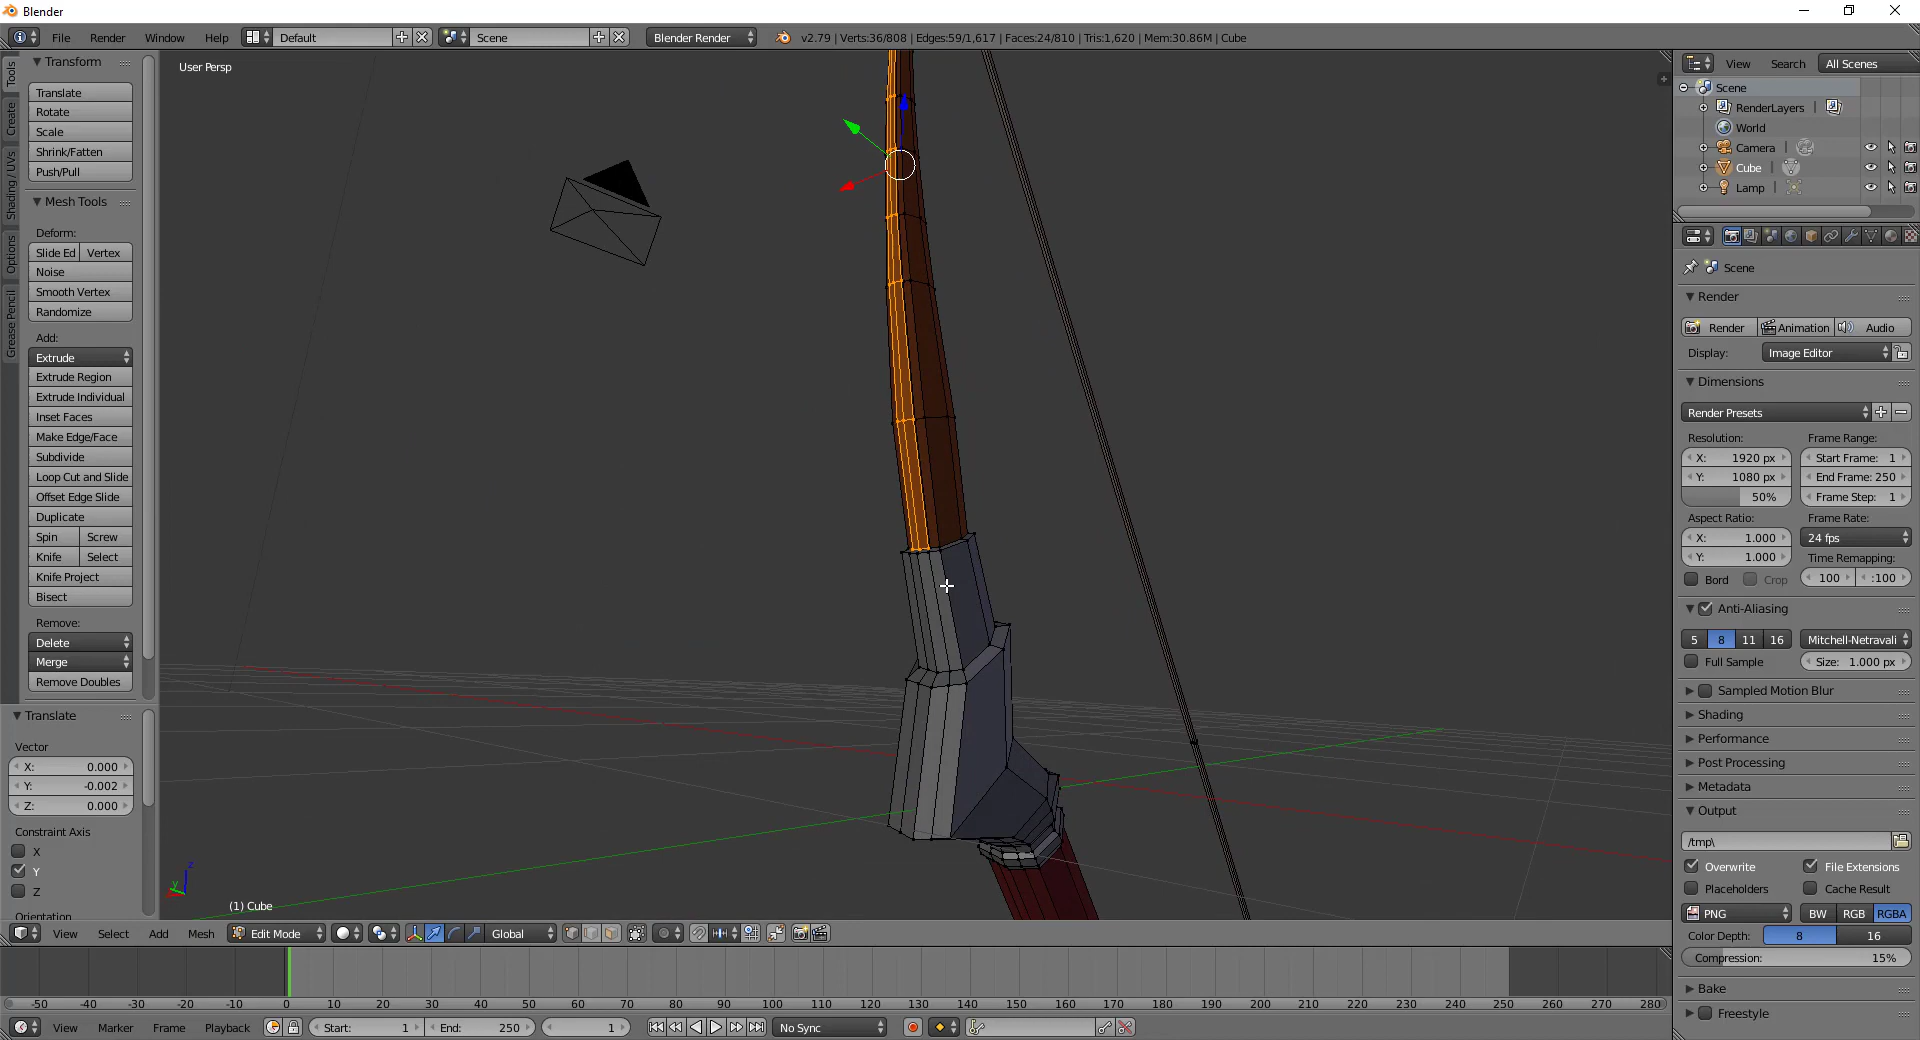 Blender
File Render Window Help Default Scene Blender Render v2.79 | Verts:36/808 | Edges:59/1,617 | Faces:24/810 | Tris:1,620 | Mem:30.86M | Cube
Tools
Create
Shading / UVs
Options
Grease Pencil
Transform
Translate
Rotate
Scale
Shrink/Fatten
Push/Pull
Mesh Tools
Deform:
Slide Ed Vertex
Noise
Smooth Vertex
Randomize
Add:
Extrude
Extrude Region
Extrude Individual
Inset Faces
Make Edge/Face
Subdivide
Loop Cut and Slide
Offset Edge Slide
Duplicate
Spin Screw
Knife Select
Knife Project
Bisect
Remove:
Delete
Merge
Remove Doubles
Translate
Vector
X: 0.000
Y: -0.002
Z: 0.000
Constraint Axis
X
Y
Z
Orientation
User Persp
z
y
(1) Cube
View Select Add Mesh Edit Mode Global
-50 -40 -30 -20 -10 0 10 20 30 40 50 60 70 80 90 100 110 120 130 140 150 160 170 180 190 200 210 220 230 240 250 260 270 280
View Marker Frame Playback Start: 1 End: 250 1 No Sync
View Search All Scenes
Scene
RenderLayers
World
Camera
Cube
Lamp
Scene
Render
Render Animation Audio
Display: Image Editor
Dimensions
Render Presets
Resolution: Frame Range:
X: 1920 px Start Frame: 1
Y: 1080 px End Frame: 250
50% Frame Step: 1
Aspect Ratio: Frame Rate:
X: 1.000 24 fps
Y: 1.000 Time Remapping:
Bord Crop 100 :100
Anti-Aliasing
5 8 11 16 Mitchell-Netravali
Full Sample Size: 1.000 px
Sampled Motion Blur
Shading
Performance
Post Processing
Metadata
Output
/tmp\
Overwrite File Extensions
Placeholders Cache Result
PNG BW RGB RGBA
Color Depth: 8 16
Compression: 15%
Bake
Freestyle